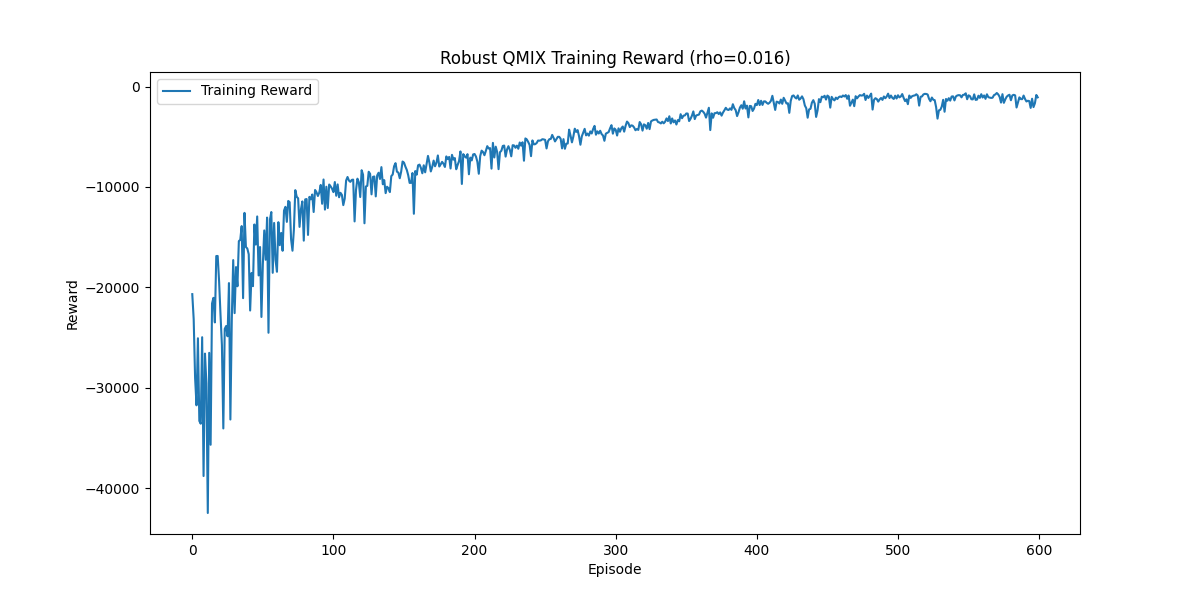 Robust QMIX Training Reward (rho=0.016)
Training Reward
0
−10000
−20000
−30000
−40000
Reward
0 100 200 300 400 500 600
Episode